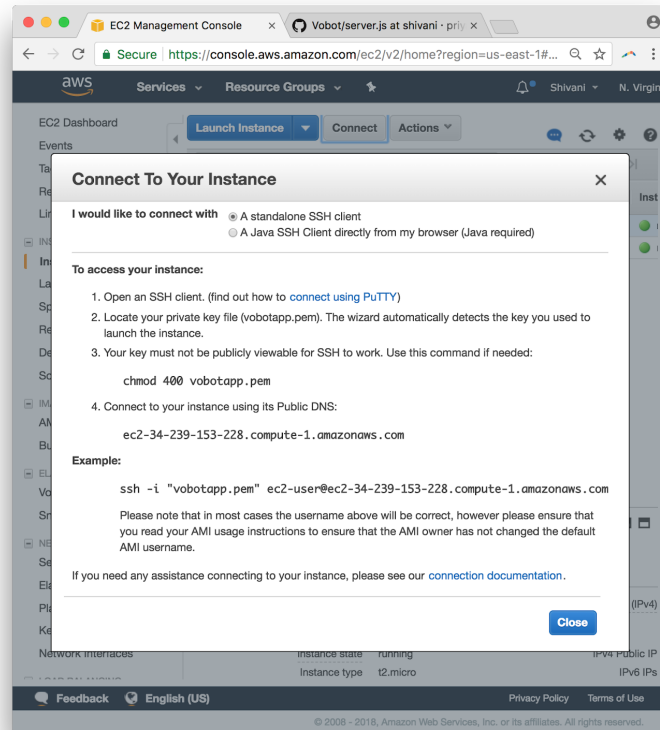 EC2 Management Console
Vobot/server.js at shivani · priy
Secure | https://console.aws.amazon.com/ec2/v2/home?region=us-east-1#...
aws Services Resource Groups Shivani N. Virgin
EC2 Dashboard
Launch Instance Connect Actions
Events
Connect To Your Instance
Inst
I would like to connect with A standalone SSH client
A Java SSH Client directly from my browser (Java required)
To access your instance:
1. Open an SSH client. (find out how to connect using PuTTY)
2. Locate your private key file (vobotapp.pem). The wizard automatically detects the key you used to
launch the instance.
3. Your key must not be publicly viewable for SSH to work. Use this command if needed:
chmod 400 vobotapp.pem
4. Connect to your instance using its Public DNS:
ec2-34-239-153-228.compute-1.amazonaws.com
Example:
ssh -i "vobotapp.pem" ec2-user@ec2-34-239-153-228.compute-1.amazonaws.com
Please note that in most cases the username above will be correct, however please ensure that
you read your AMI usage instructions to ensure that the AMI owner has not changed the default
AMI username.
If you need any assistance connecting to your instance, please see our connection documentation.
(IPv4)
Close
Network Interfaces Instance state running IPv4 Public IP
Instance type t2.micro IPv6 IPs
Feedback English (US) Privacy Policy Terms of Use
© 2008 - 2018, Amazon Web Services, Inc. or its affiliates. All rights reserved.